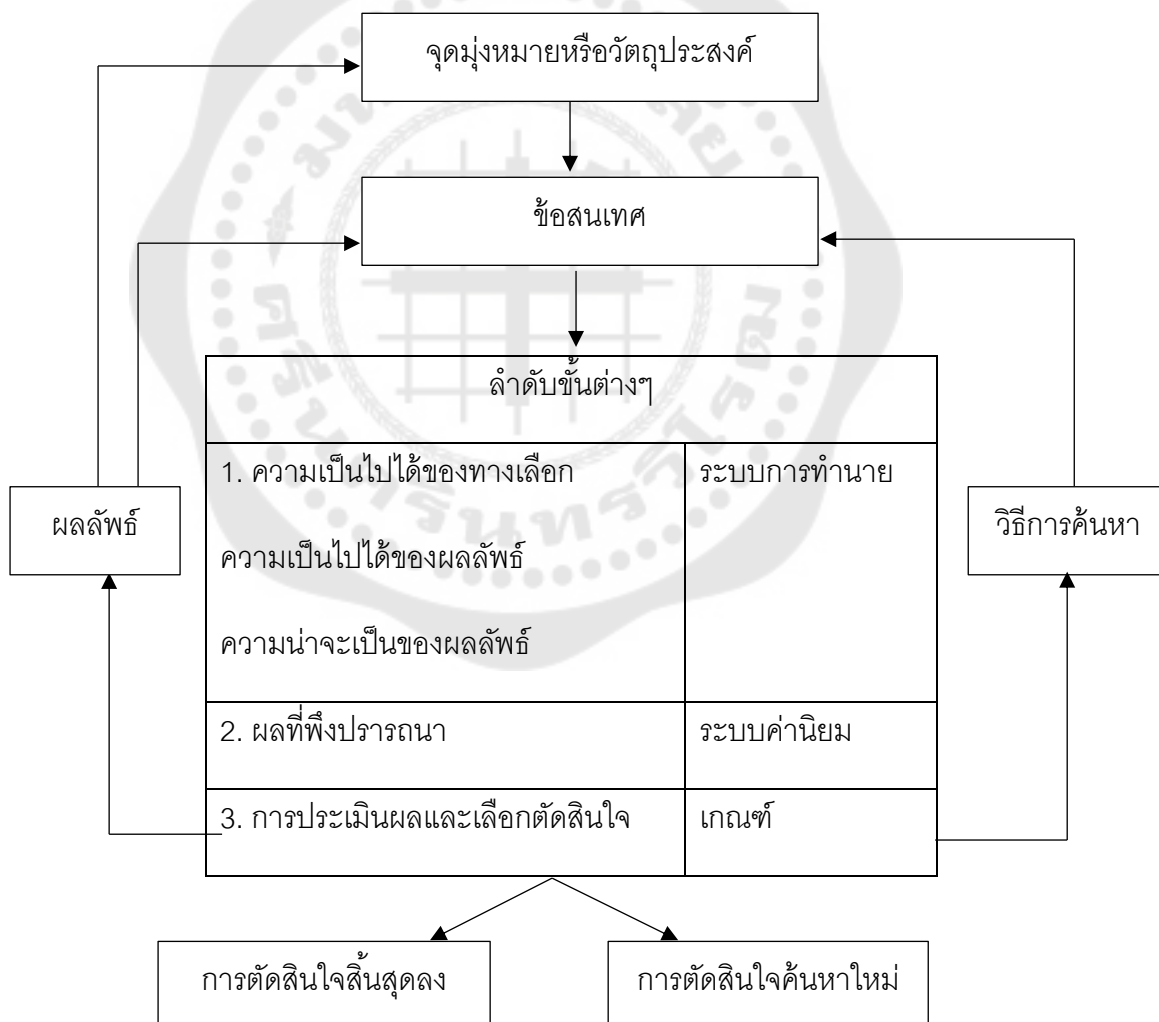 จุดมุ่งหมายหรือวัตถุประสงค์
ข้อสนเทศ
ลำดับขั้นต่างๆ
1. ความเป็นไปได้ของทางเลือก
ความเป็นไปได้ของผลลัพธ์
ความน่าจะเป็นของผลลัพธ์
ระบบการทำนาย
2. ผลที่พึงปรารถนา
ระบบค่านิยม
3. การประเมินผลและเลือกตัดสินใจ
เกณฑ์
ผลลัพธ์
วิธีการค้นหา
การตัดสินใจสิ้นสุดลง
การตัดสินใจค้นหาใหม่